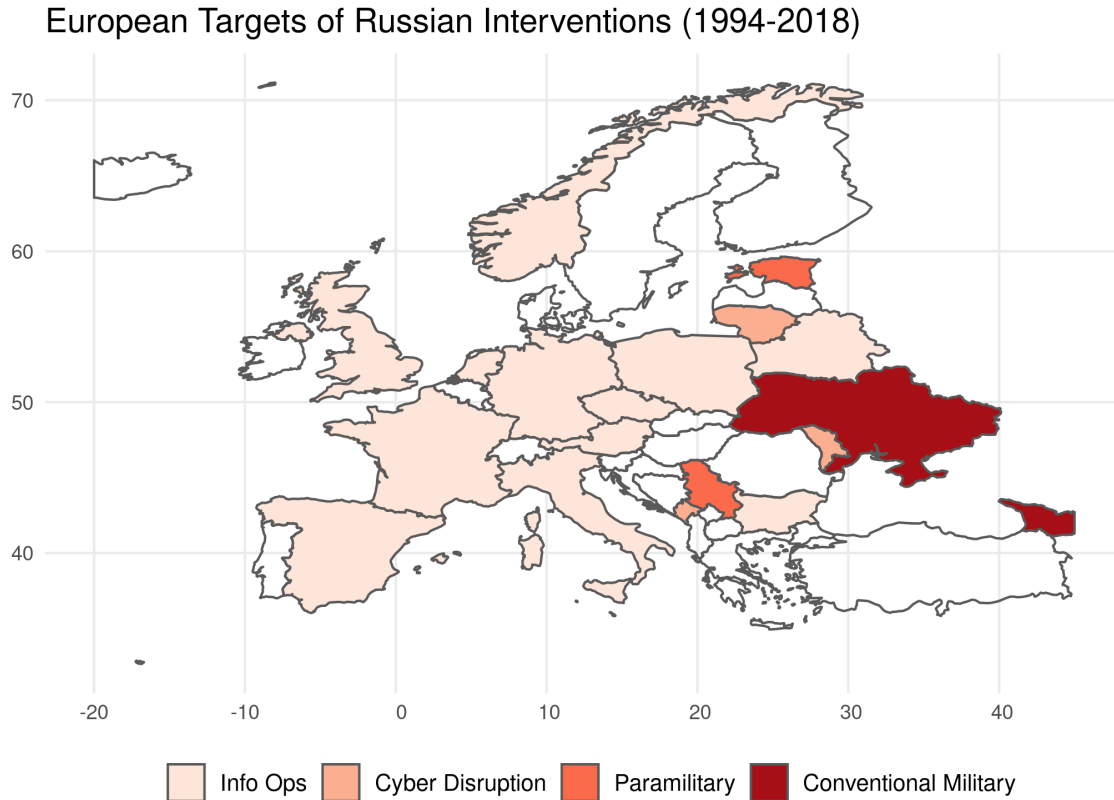 European Targets of Russian Interventions (1994-2018)
70
60
50
40
-20 -10 0 10 20 30 40
Info Ops Cyber Disruption Paramilitary Conventional Military